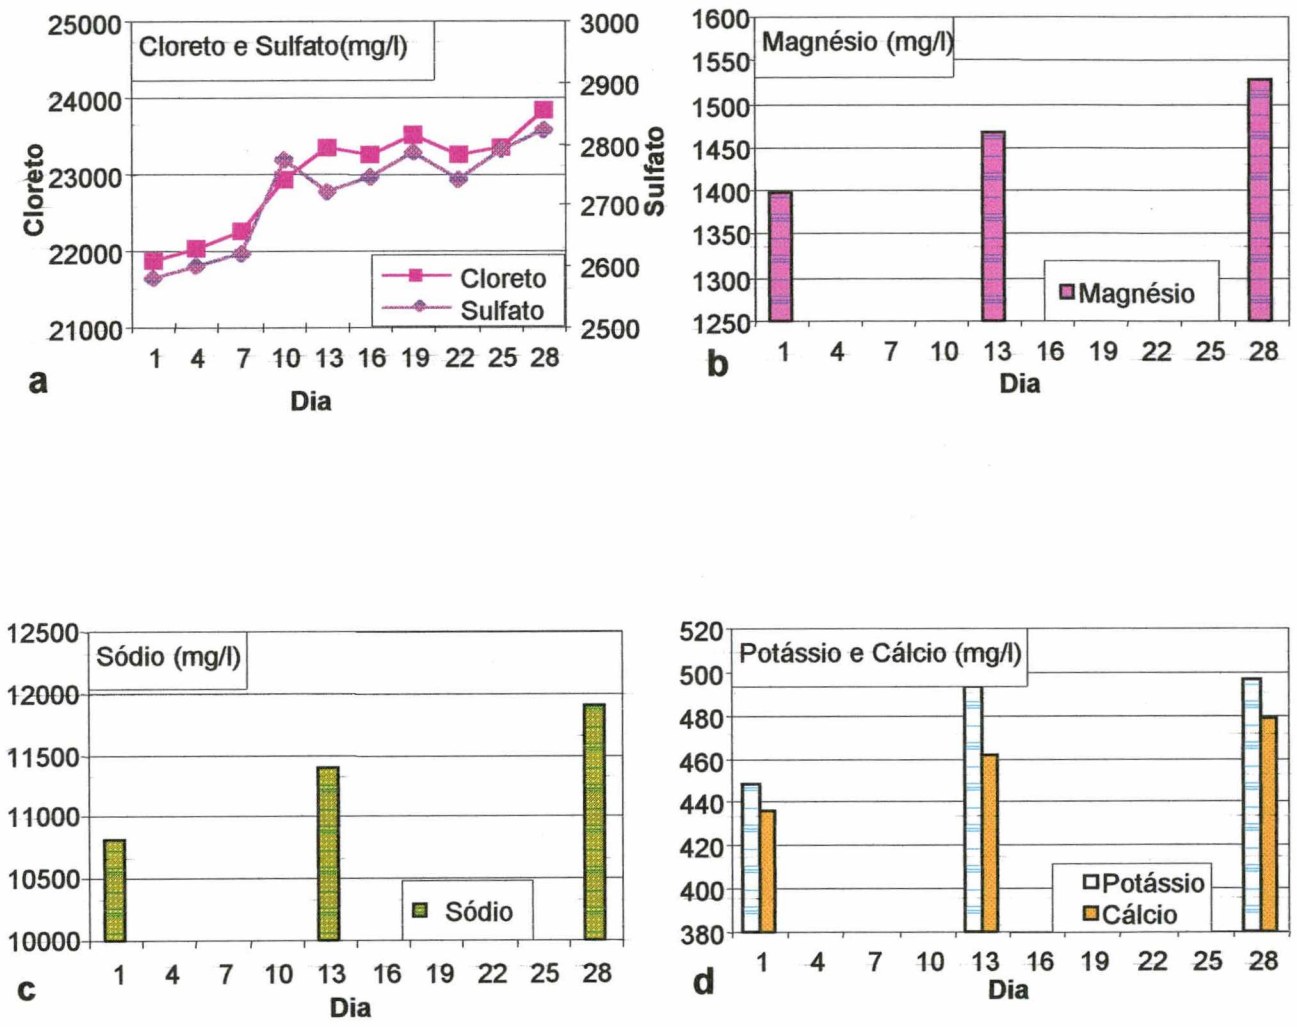 Cloreto e Sulfato(mg/l)
25000
24000
23000
22000
21000
Cloreto
3000
2900
2800
2700
2600
2500
Sulfato
Cloreto
Sulfato
1 4 7 10 13 16 19 22 25 28
Dia
a
Magnésio (mg/l)
1600
1550
1500
1450
1400
1350
1300
1250
Magnésio
1 4 7 10 13 16 19 22 25 28
Dia
b
Sódio (mg/l)
12500
12000
11500
11000
10500
10000
Sódio
1 4 7 10 13 16 19 22 25 28
Dia
c
Potássio e Cálcio (mg/l)
520
500
480
460
440
420
400
380
Potássio
Cálcio
1 4 7 10 13 16 19 22 25 28
Dia
d